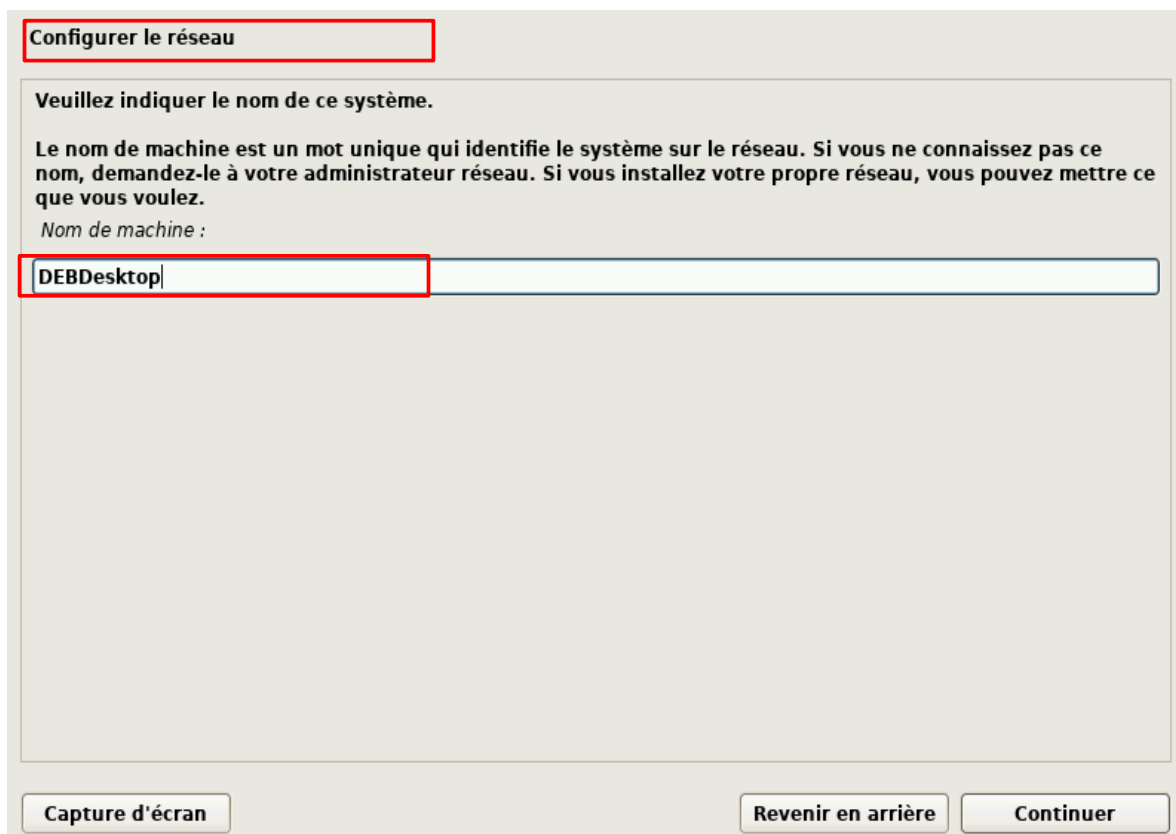 Configurer le réseau
Veuillez indiquer le nom de ce système.
Le nom de machine est un mot unique qui identifie le système sur le réseau. Si vous ne connaissez pas ce
nom, demandez-le à votre administrateur réseau. Si vous installez votre propre réseau, vous pouvez mettre ce
que vous voulez.
Nom de machine :
DEBDesktop
Capture d'écran
Revenir en arrière
Continuer